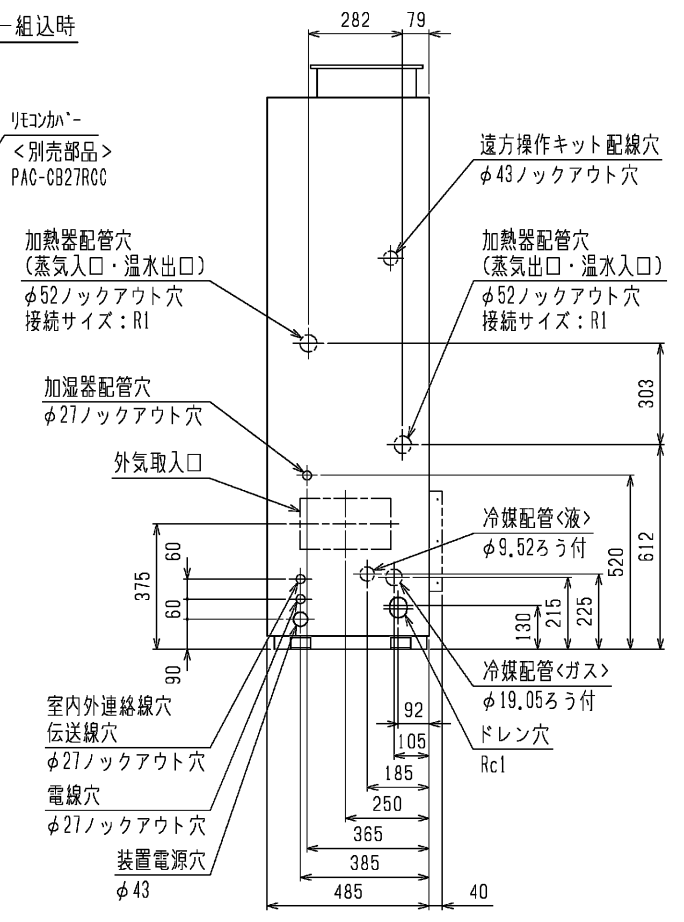 ｰ組込時
282
79
ﾘﾓｺﾝｶﾊﾞｰ
<別売部品>
PAC-CB27RCC
遠方操作キット配線穴
φ43ノックアウト穴
加熱器配管穴
(蒸気入口・温水出口)
φ52ノックアウト穴
接続サイズ：R1
加熱器配管穴
(蒸気出口・温水入口)
φ52ノックアウト穴
接続サイズ：R1
加湿器配管穴
φ27ノックアウト穴
外気取入口
303
612
520
冷媒配管<液>
φ9.52ろう付
375
60
60
90
130
215
225
冷媒配管<ガス>
φ19.05ろう付
ドレン穴
Rc1
室内外連絡線穴
伝送線穴
φ27ノックアウト穴
電線穴
φ27ノックアウト穴
装置電源穴
φ43
92
105
185
250
365
385
485
40